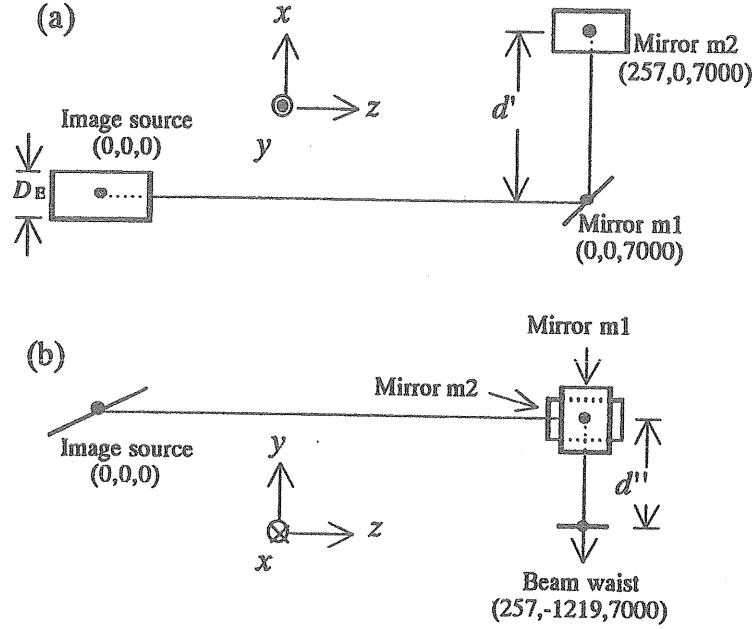 (a)
x
z
y
d'
Mirror m2
(257,0,7000)
Image source
(0,0,0)
DE
Mirror m1
(0,0,7000)
(b)
Mirror m1
Mirror m2
Image source
(0,0,0)
y
z
x
d''
Beam waist
(257,-1219,7000)